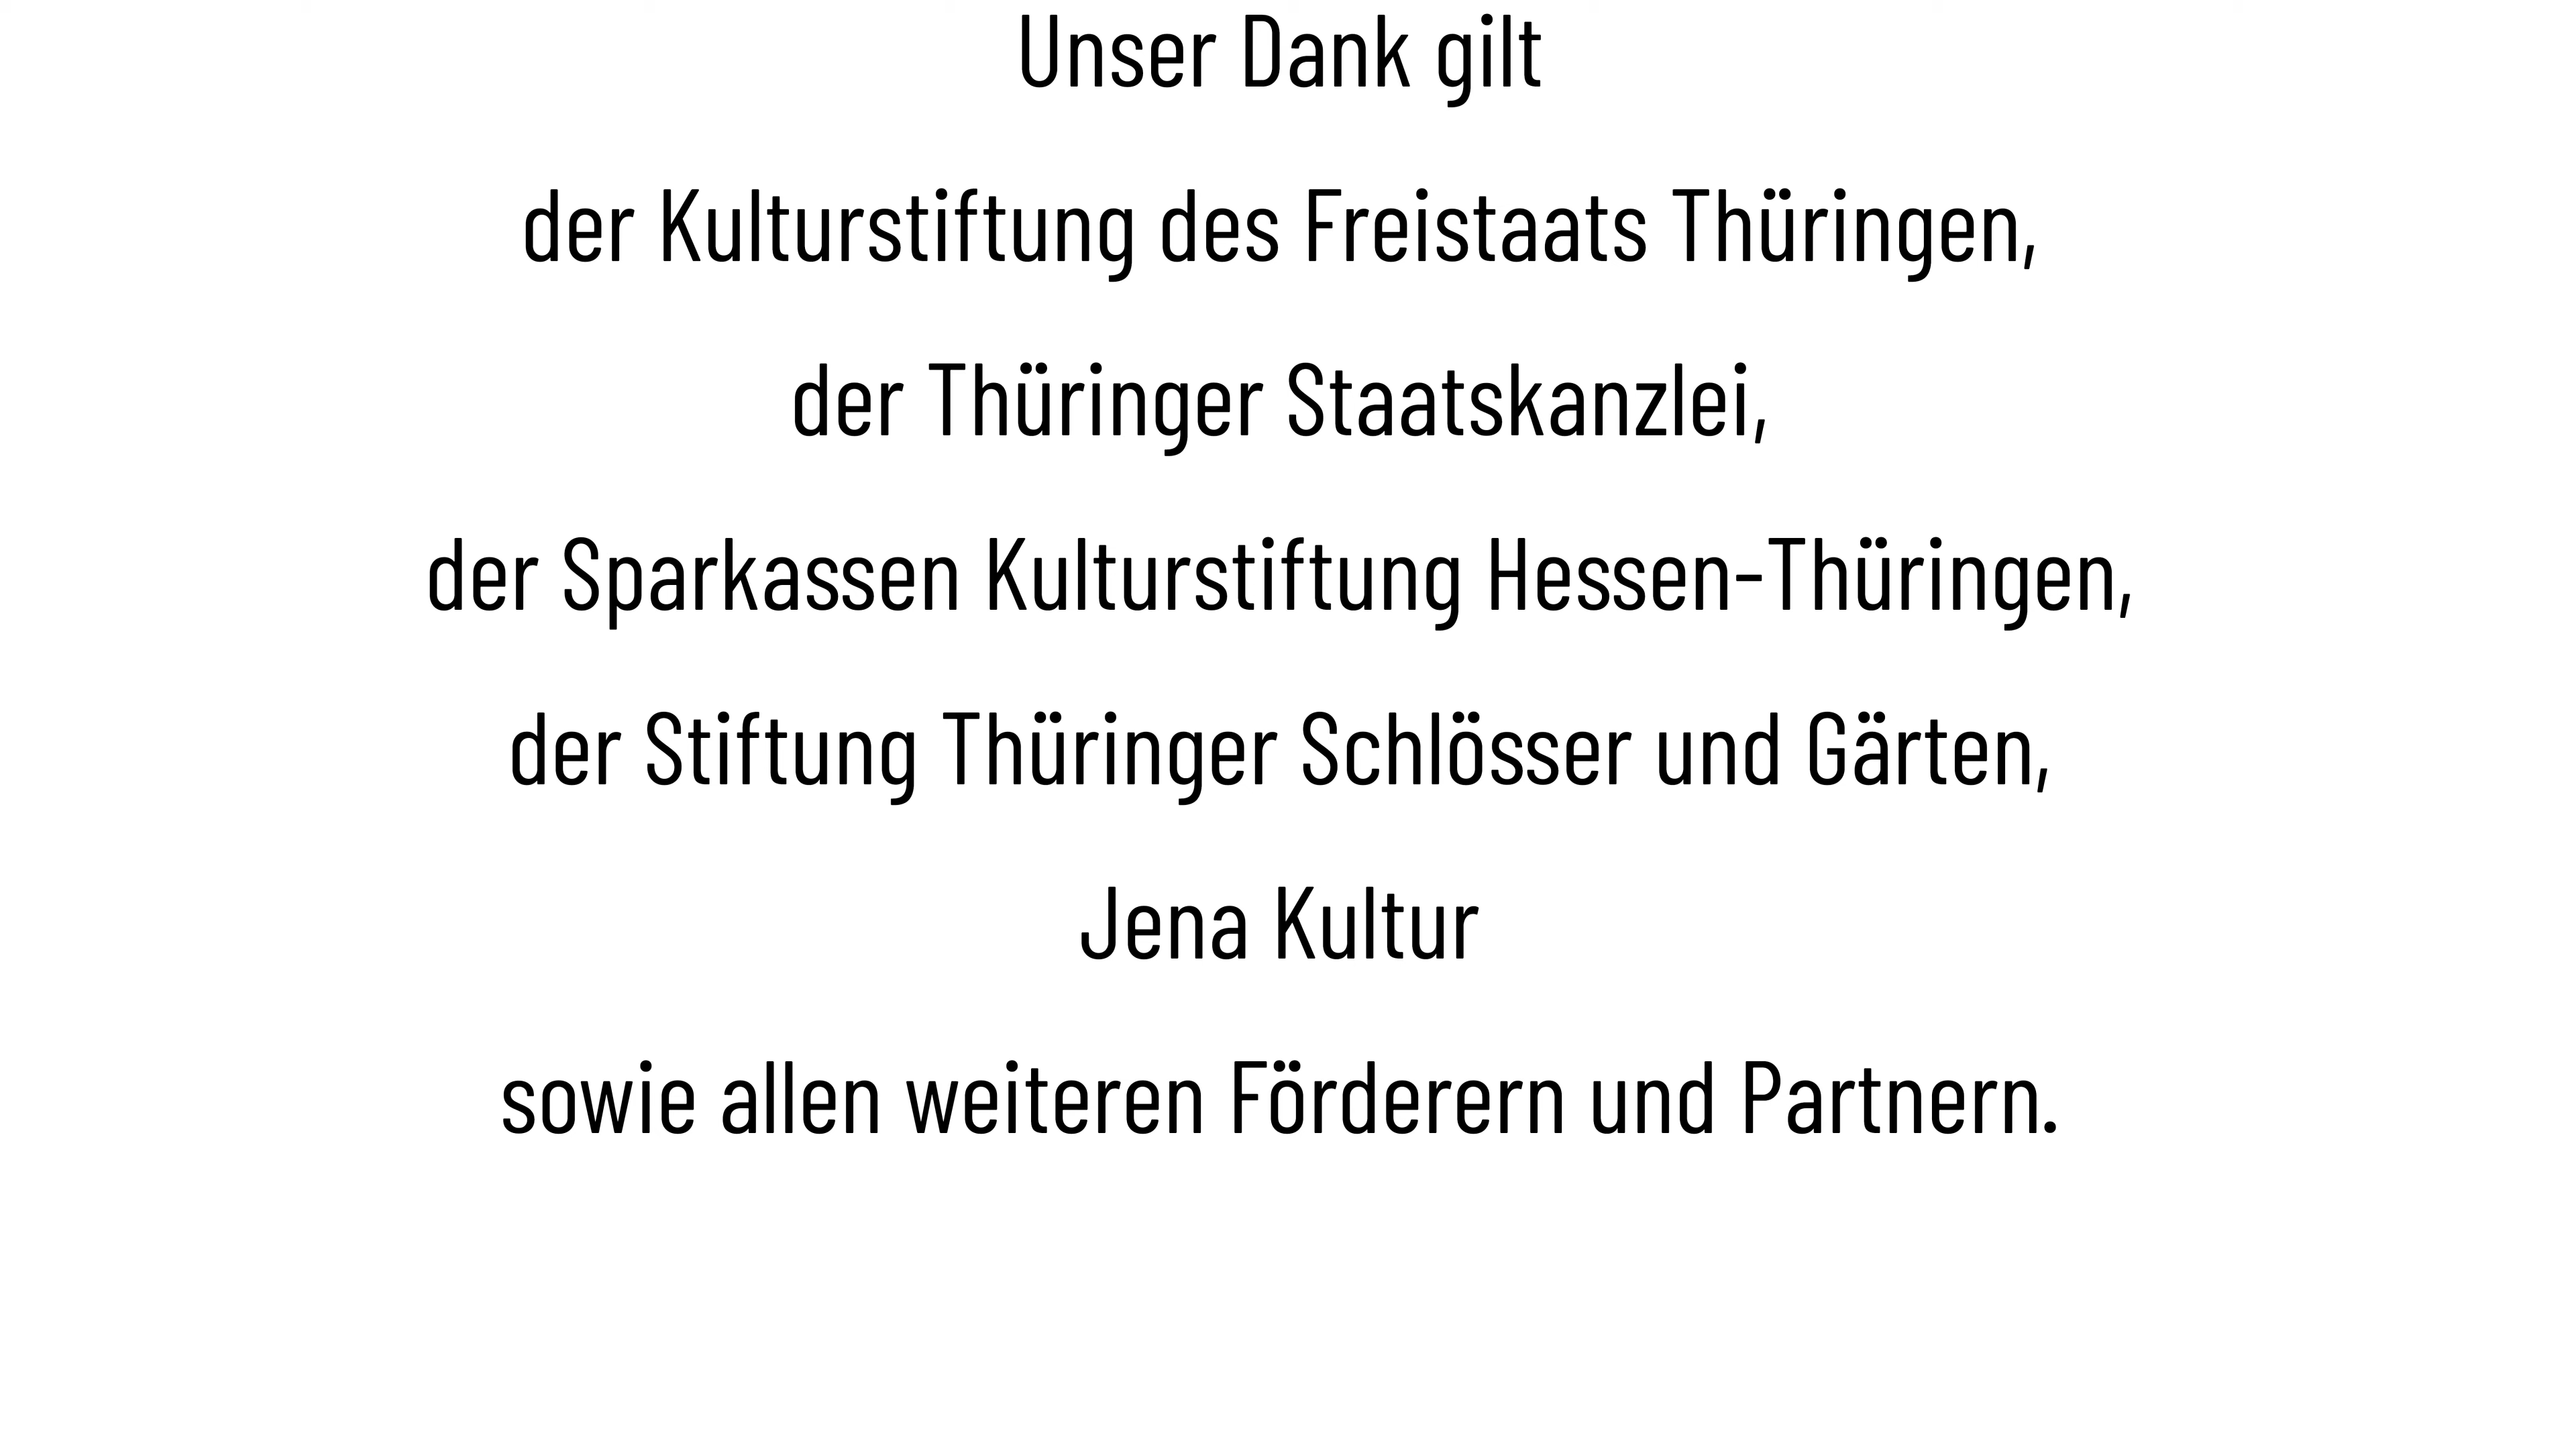 Unser Dank gilt
der Kulturstiftung des Freistaats Thüringen,
der Thüringer Staatskanzlei,
der Sparkassen Kulturstiftung Hessen-Thüringen,
der Stiftung Thüringer Schlösser und Gärten,
Jena Kultur
sowie allen weiteren Förderern und Partnern.